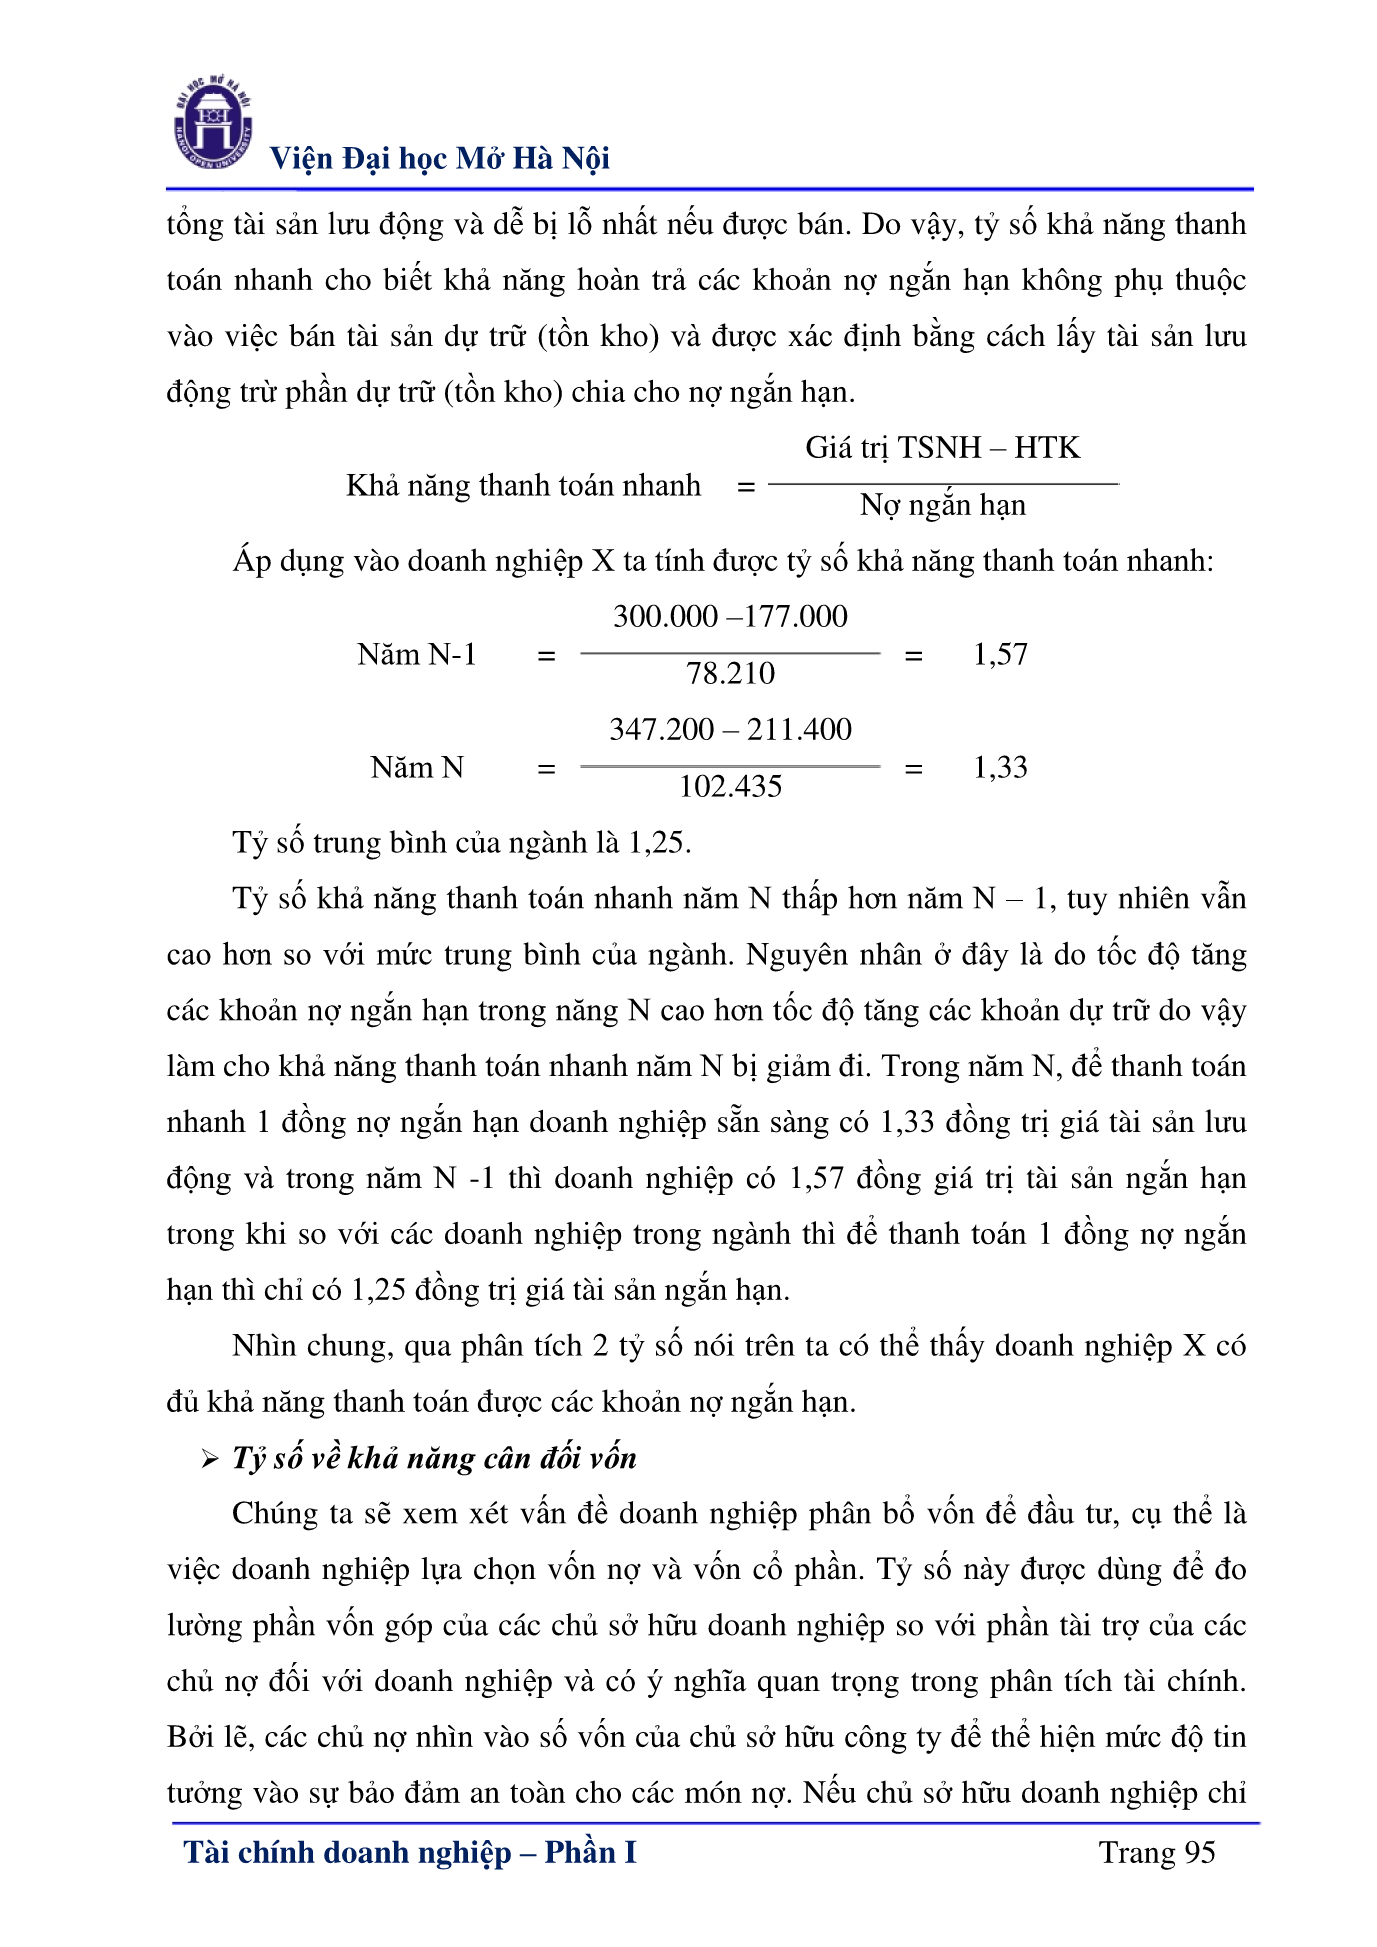 ĐẠI HỌC MỞ HÀ NỘI
HANOI OPEN UNIVERSITY
Viện Đại học Mở Hà Nội
tổng tài sản lưu động và dễ bị lỗ nhất nếu được bán. Do vậy, tỷ số khả năng thanh
toán nhanh cho biết khả năng hoàn trả các khoản nợ ngắn hạn không phụ thuộc
vào việc bán tài sản dự trữ (tồn kho) và được xác định bằng cách lấy tài sản lưu
động trừ phần dự trữ (tồn kho) chia cho nợ ngắn hạn.
Giá trị TSNH – HTK
Khả năng thanh toán nhanh =
Nợ ngắn hạn
Áp dụng vào doanh nghiệp X ta tính được tỷ số khả năng thanh toán nhanh:
300.000 –177.000
Năm N-1 = = 1,57
78.210
347.200 – 211.400
Năm N = = 1,33
102.435
Tỷ số trung bình của ngành là 1,25.
Tỷ số khả năng thanh toán nhanh năm N thấp hơn năm N – 1, tuy nhiên vẫn
cao hơn so với mức trung bình của ngành. Nguyên nhân ở đây là do tốc độ tăng
các khoản nợ ngắn hạn trong năng N cao hơn tốc độ tăng các khoản dự trữ do vậy
làm cho khả năng thanh toán nhanh năm N bị giảm đi. Trong năm N, để thanh toán
nhanh 1 đồng nợ ngắn hạn doanh nghiệp sẵn sàng có 1,33 đồng trị giá tài sản lưu
động và trong năm N -1 thì doanh nghiệp có 1,57 đồng giá trị tài sản ngắn hạn
trong khi so với các doanh nghiệp trong ngành thì để thanh toán 1 đồng nợ ngắn
hạn thì chỉ có 1,25 đồng trị giá tài sản ngắn hạn.
Nhìn chung, qua phân tích 2 tỷ số nói trên ta có thể thấy doanh nghiệp X có
đủ khả năng thanh toán được các khoản nợ ngắn hạn.
➢ Tỷ số về khả năng cân đối vốn
Chúng ta sẽ xem xét vấn đề doanh nghiệp phân bổ vốn để đầu tư, cụ thể là
việc doanh nghiệp lựa chọn vốn nợ và vốn cổ phần. Tỷ số này được dùng để đo
lường phần vốn góp của các chủ sở hữu doanh nghiệp so với phần tài trợ của các
chủ nợ đối với doanh nghiệp và có ý nghĩa quan trọng trong phân tích tài chính.
Bởi lẽ, các chủ nợ nhìn vào số vốn của chủ sở hữu công ty để thể hiện mức độ tin
tưởng vào sự bảo đảm an toàn cho các món nợ. Nếu chủ sở hữu doanh nghiệp chỉ
Tài chính doanh nghiệp – Phần I Trang 95